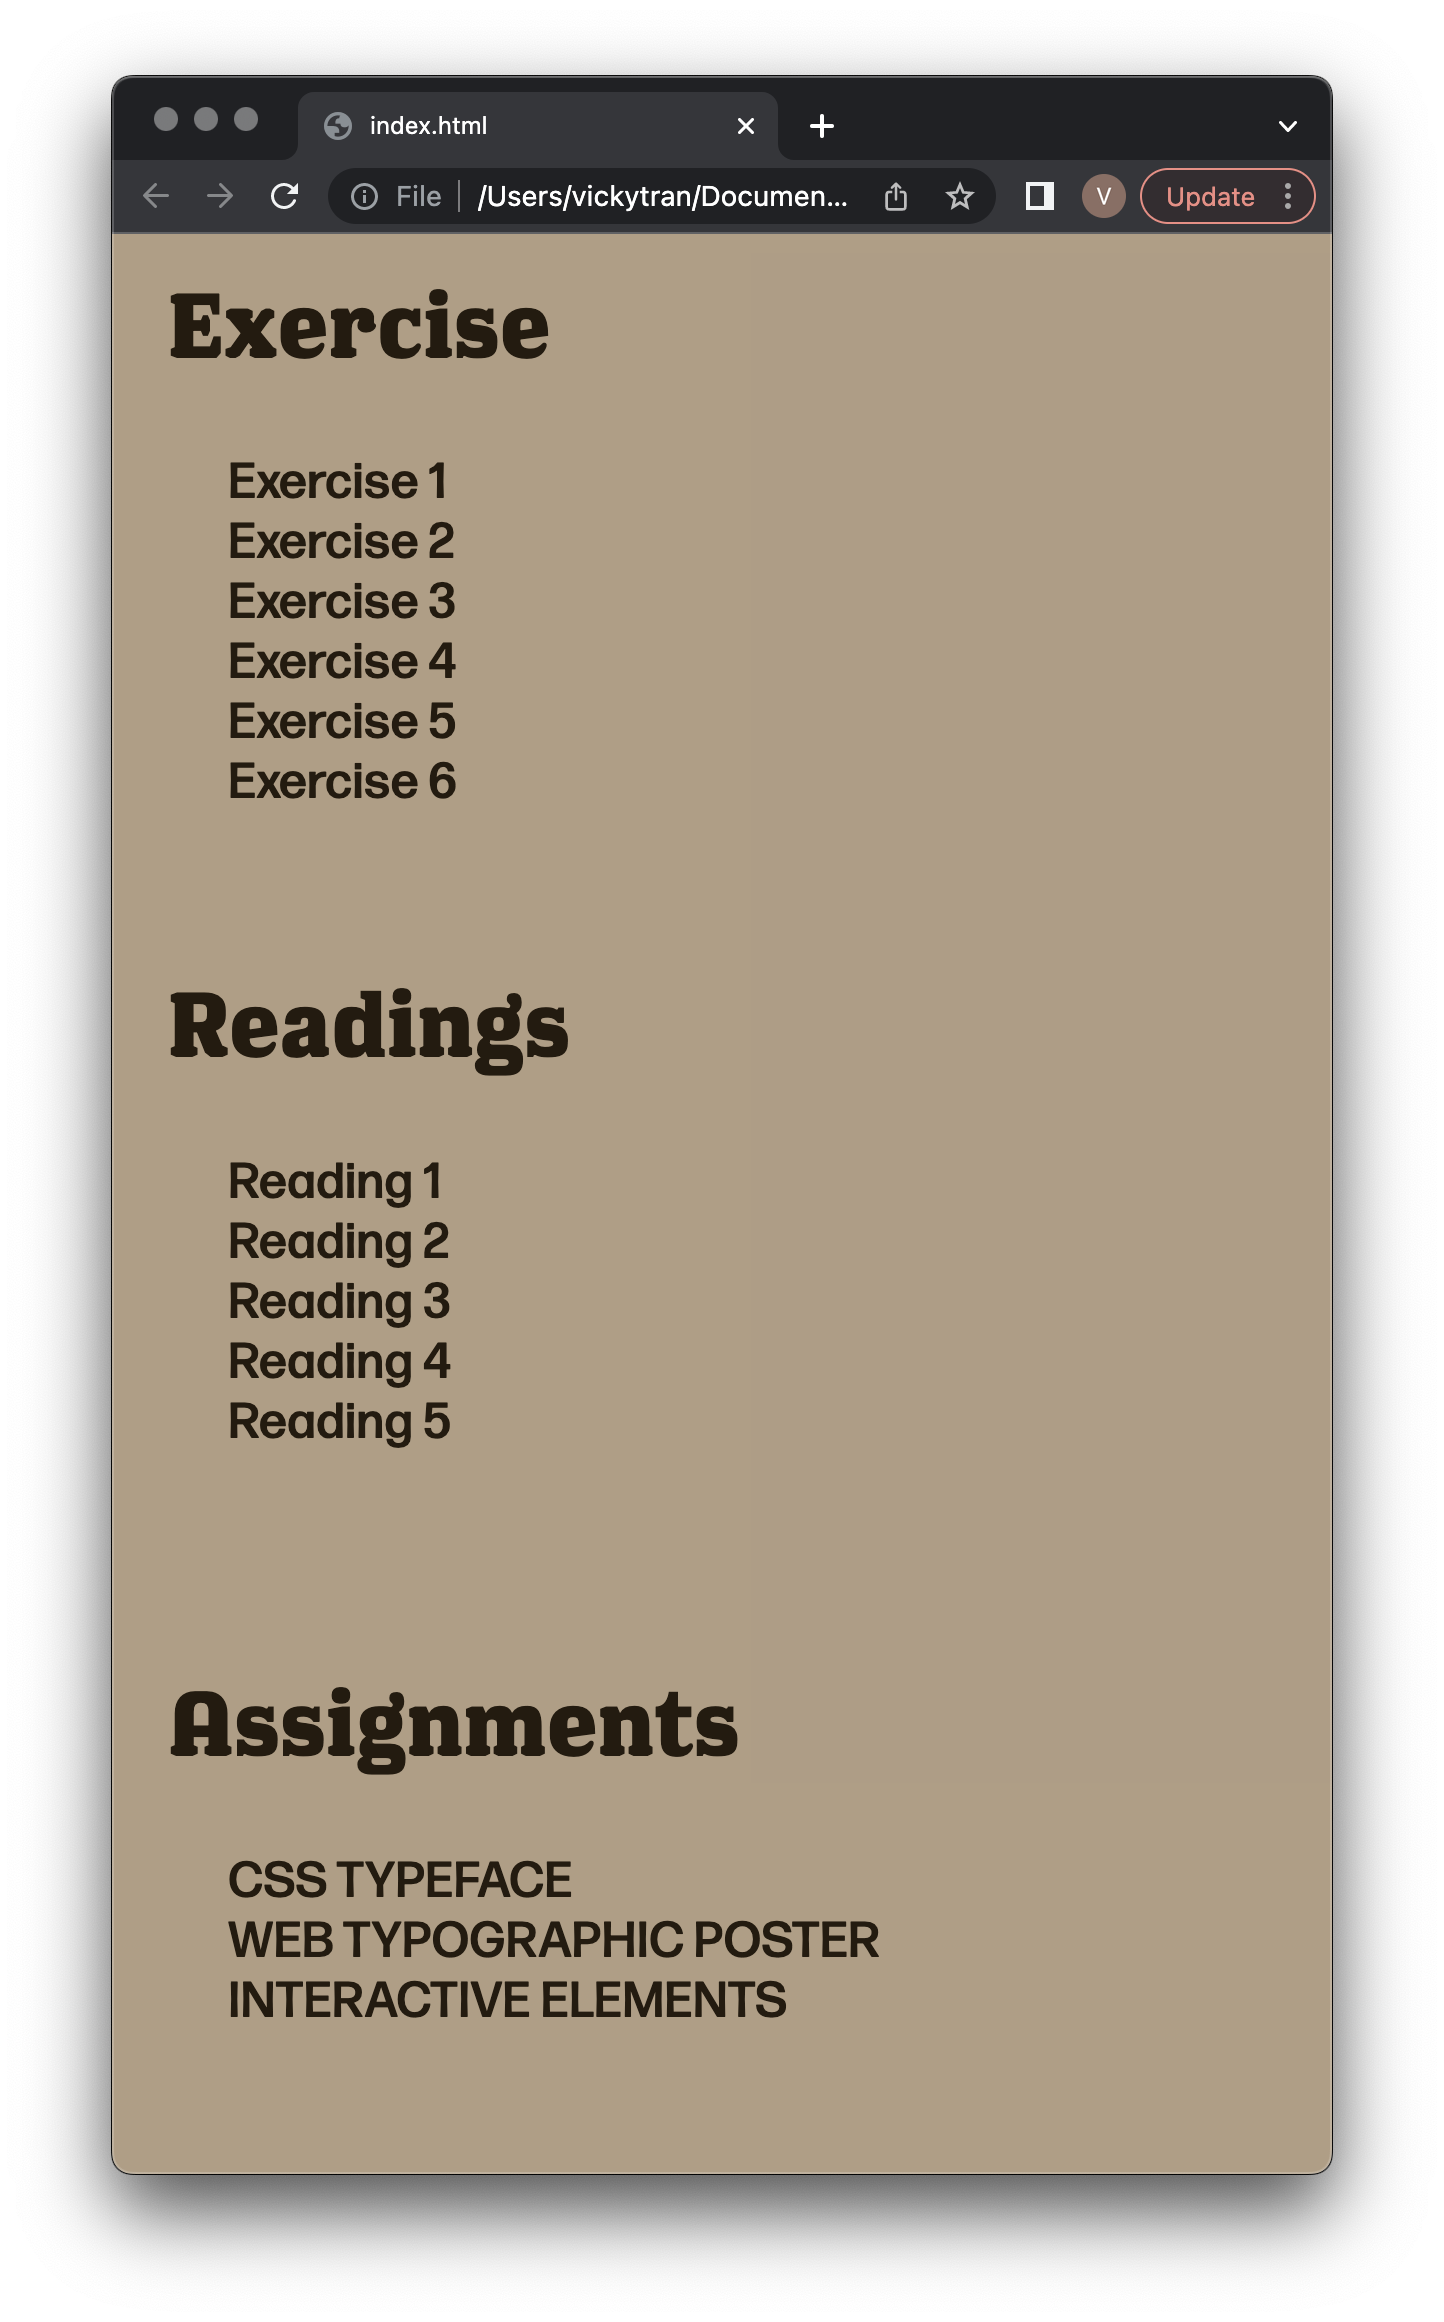 index.html
File /Users/vickytran/Documen...
V
Update
Exercise
Exercise 1
Exercise 2
Exercise 3
Exercise 4
Exercise 5
Exercise 6
Readings
Reading 1
Reading 2
Reading 3
Reading 4
Reading 5
Assignments
CSS TYPEFACE
WEB TYPOGRAPHIC POSTER
INTERACTIVE ELEMENTS